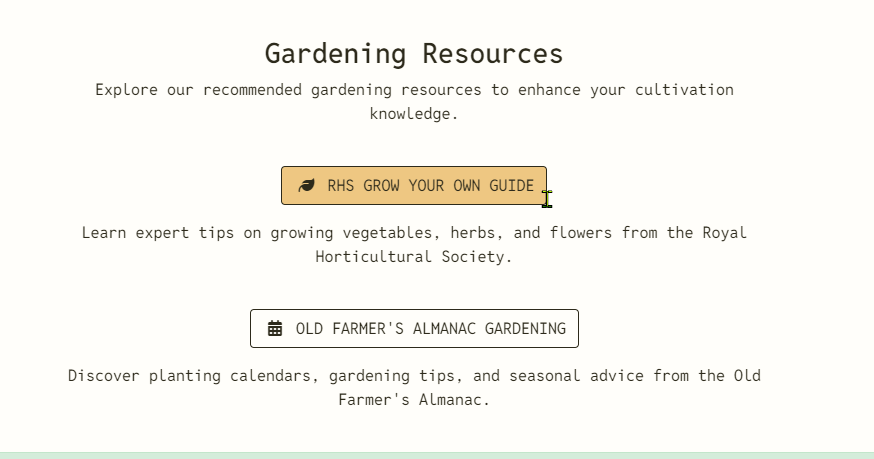 Gardening Resources
Explore our recommended gardening resources to enhance your cultivation
knowledge.
RHS GROW YOUR OWN GUIDE
Learn expert tips on growing vegetables, herbs, and flowers from the Royal
Horticultural Society.
OLD FARMER'S ALMANAC GARDENING
Discover planting calendars, gardening tips, and seasonal advice from the Old
Farmer's Almanac.